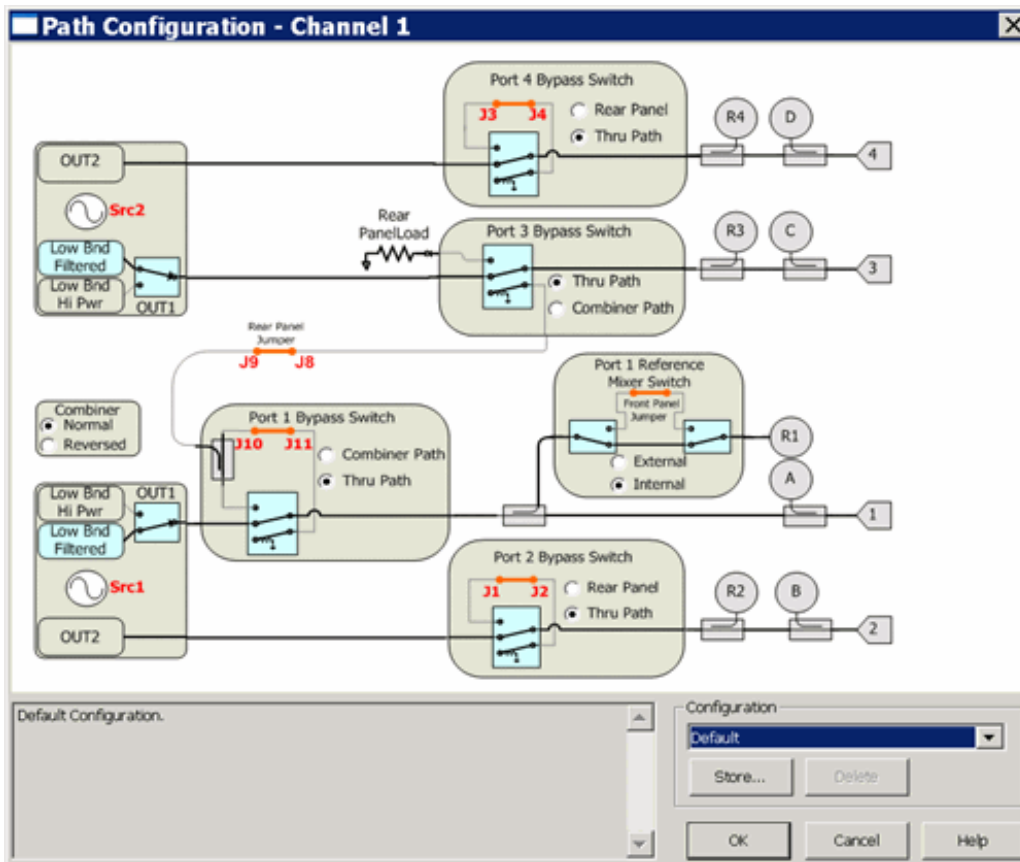 Path Configuration - Channel 1
Port 4 Bypass Switch
J3 J4
Rear Panel
Thru Path
R4
D
4
OUT2
Src2
Low Bnd
Filtered
Low Bnd
Hi Pwr
OUT1
Rear
PanelLoad
Port 3 Bypass Switch
Thru Path
Combiner Path
R3
C
3
Rear Panel
Jumper
J9 J8
Port 1 Reference
Mixer Switch
Front Panel
Jumper
External
Internal
R1
A
1
Combiner
Normal
Reversed
Port 1 Bypass Switch
J10 J11
Combiner Path
Thru Path
Low Bnd
Hi Pwr
OUT1
Low Bnd
Filtered
Src1
OUT2
Port 2 Bypass Switch
J1 J2
Rear Panel
Thru Path
R2
B
2
Default Configuration.
Configuration
Default
Store...
Delete
OK
Cancel
Help